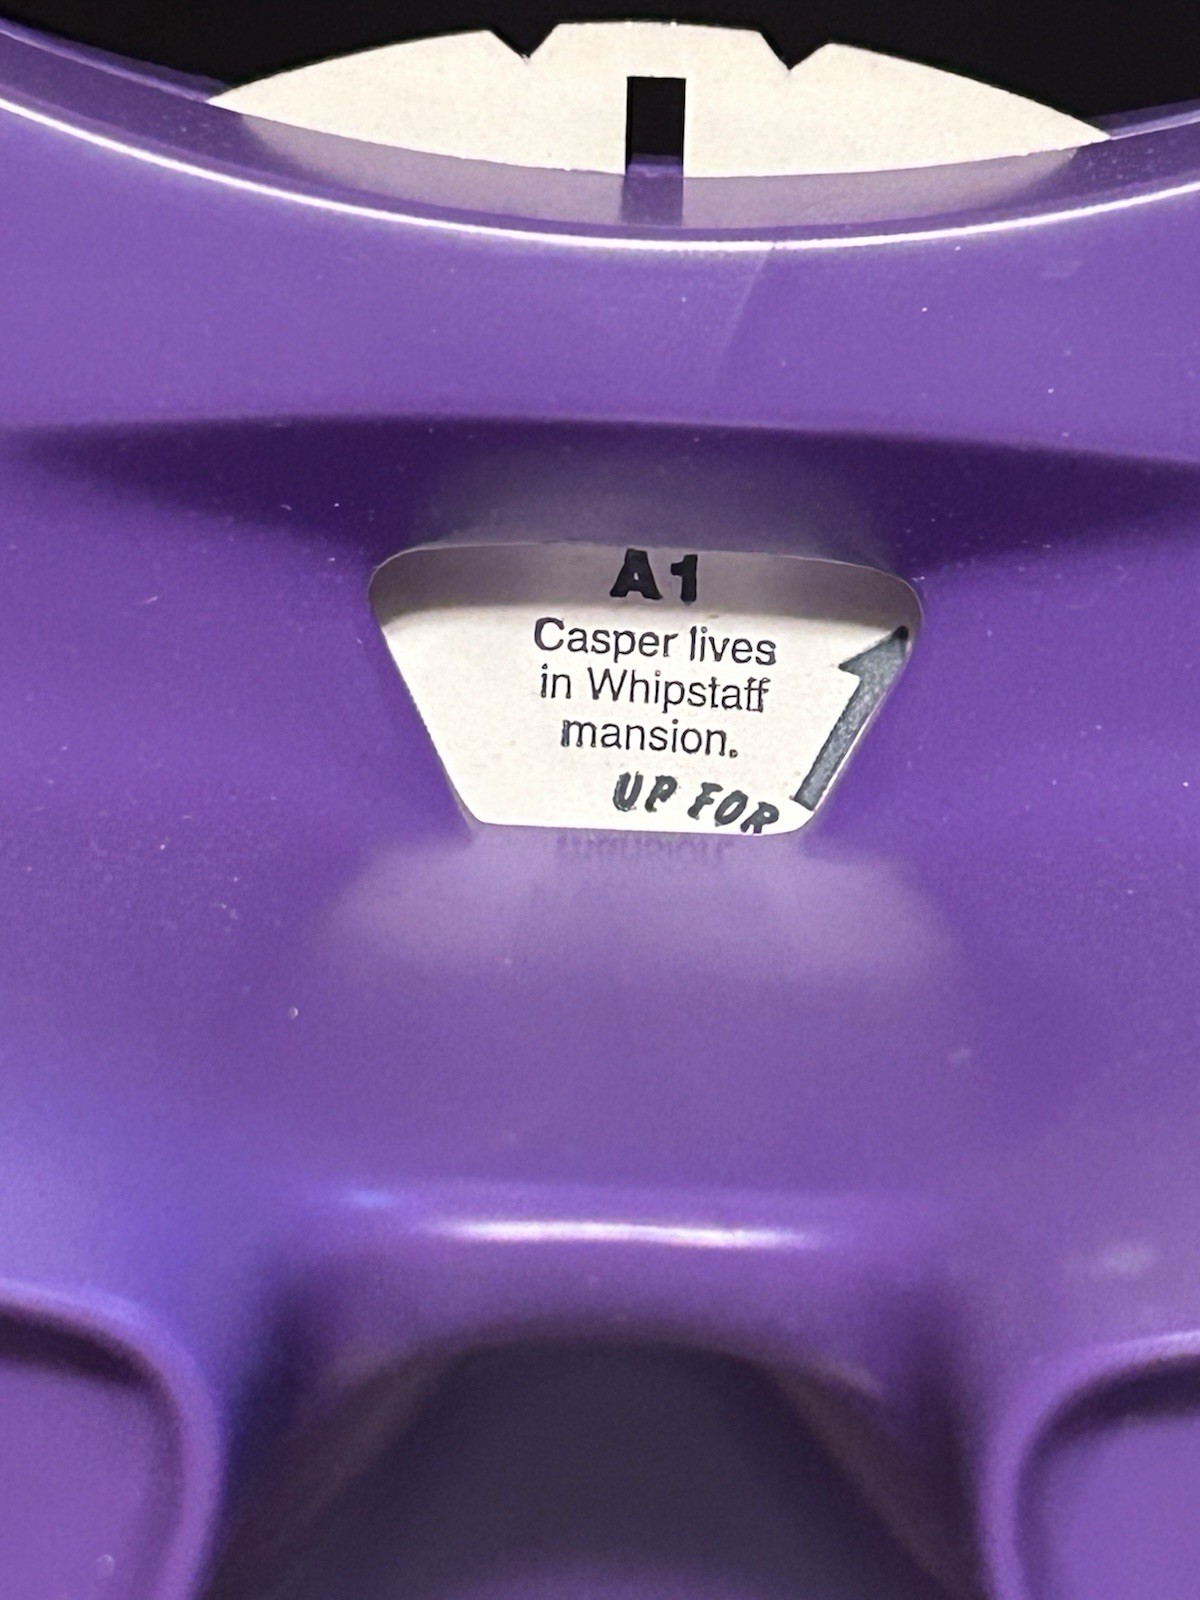 A1
Casper lives
in Whipstaff
mansion.
UP FOR